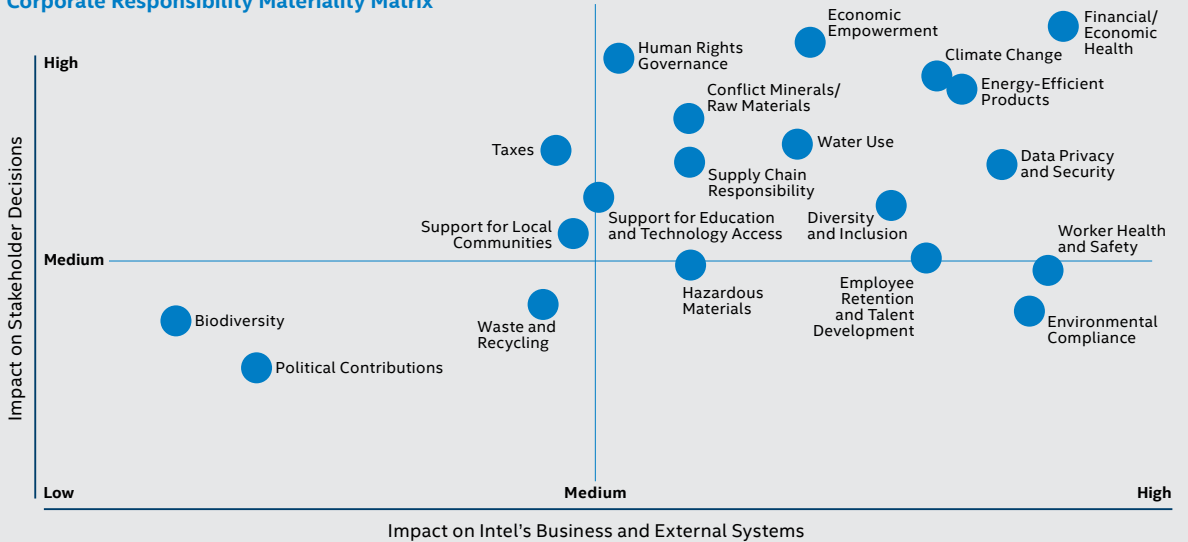 Corporate Responsibility Materiality Matrix
Economic
Empowerment
Financial/
Economic
Health
High
Human Rights
Governance
Climate Change
Energy-Efficient
Products
Conflict Minerals/
Raw Materials
Taxes
Water Use
Data Privacy
and Security
Supply Chain
Responsibility
Support for Local
Communities
Support for Education
and Technology Access
Diversity
and Inclusion
Worker Health
and Safety
Medium
Hazardous
Materials
Employee
Retention
and Talent
Development
Biodiversity
Waste and
Recycling
Environmental
Compliance
Political Contributions
Impact on Stakeholder Decisions
Low
Medium
High
Impact on Intel’s Business and External Systems